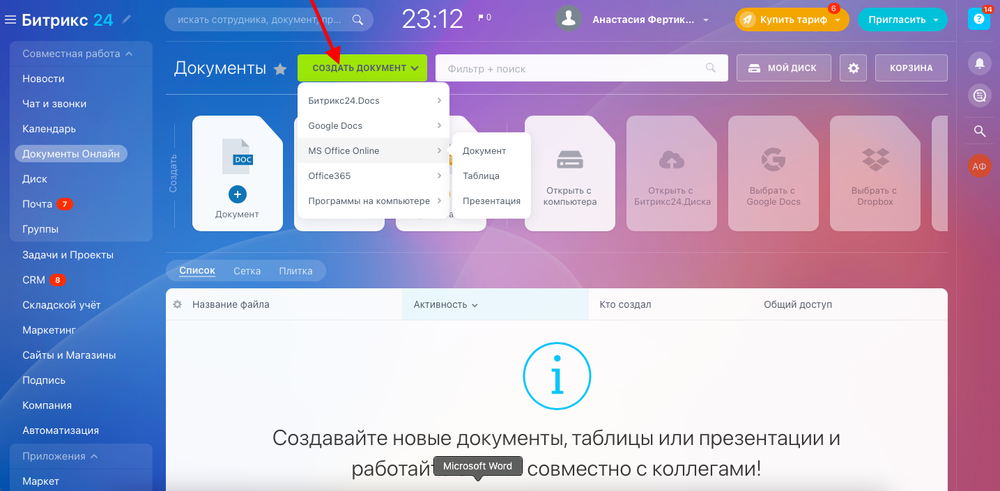 Битрикс 24
искать сотрудника, документ, пр...
23:12
0
Анастасия Фертик...
Купить тариф
6
Пригласить
14
Совместная работа
Новости
Чат и звонки
Календарь
Документы Онлайн
Диск
Почта 7
Группы
Задачи и Проекты
CRM 8
Складской учёт
Маркетинг
Сайты и Магазины
Подпись
Компания
Автоматизация
Приложения
Маркет
Документы
СОЗДАТЬ ДОКУМЕНТ
Фильтр + поиск
МОЙ ДИСК
КОРЗИНА
Битрикс24.Docs
Google Docs
MS Office Online
Office365
Программы на компьютере
Документ
Таблица
Презентация
Создать
DOC
Документ
Открыть с
компьютера
Открыть с
Битрикс24.Диска
Выбрать с
Google Docs
Выбрать с
Dropbox
АФ
Список
Сетка
Плитка
Название файла
Активность
Кто создал
Общий доступ
Создавайте новые документы, таблицы или презентации и
совместно с коллегами!
Microsoft Word